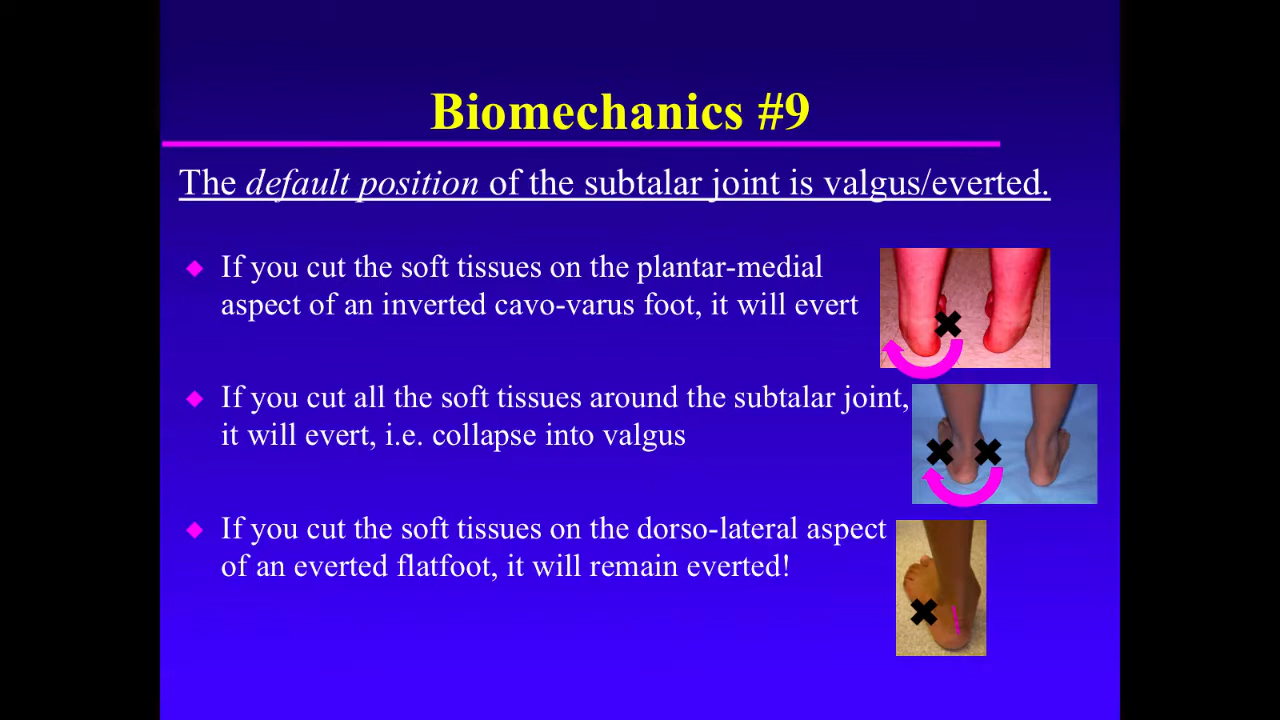 Biomechanics #9
The default position of the subtalar joint is valgus/everted.
If you cut the soft tissues on the plantar-medial
aspect of an inverted cavo-varus foot, it will evert
If you cut all the soft tissues around the subtalar joint,
it will evert, i.e. collapse into valgus
If you cut the soft tissues on the dorso-lateral aspect
of an everted flatfoot, it will remain everted!